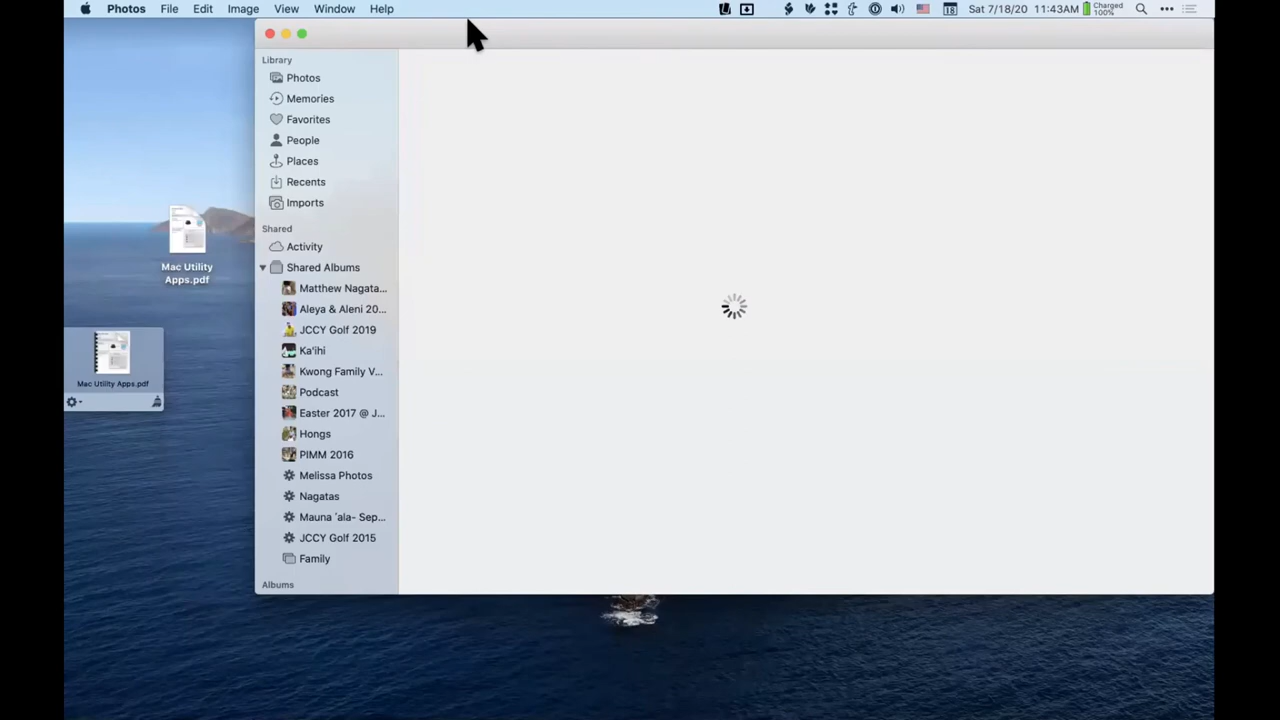 Photos File Edit Image View Window Help
18 Sat 7/18/20 11:43AM Charged 100%
Library
Photos
Memories
Favorites
People
Places
Recents
Imports
Shared
Activity
Shared Albums
Matthew Nagata...
Aleya & Aleni 20...
JCCY Golf 2019
Ka'ihi
Kwong Family V...
Podcast
Easter 2017 @ J...
Hongs
PIMM 2016
Melissa Photos
Nagatas
Mauna ʻala- Sep...
JCCY Golf 2015
Family
Albums
Mac Utility
Apps.pdf
Mac Utility Apps.pdf